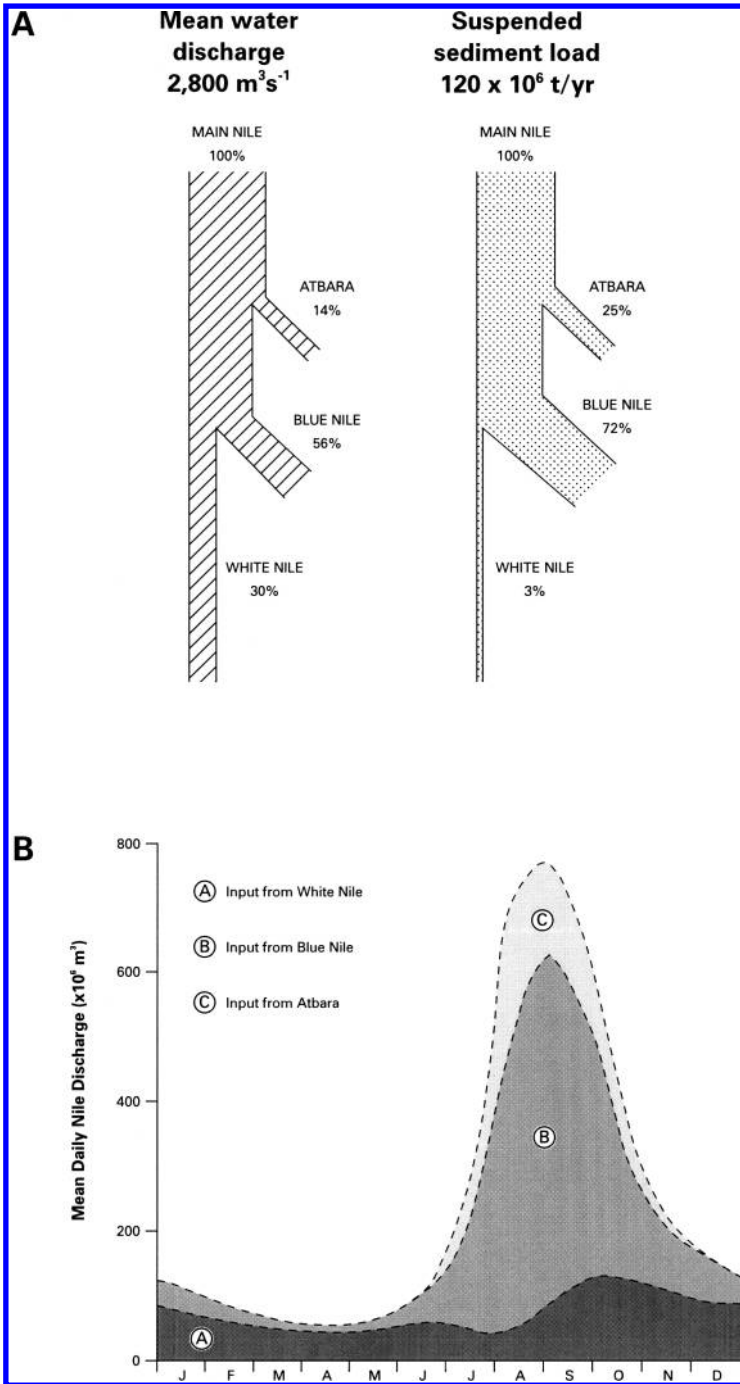 A
Mean water
discharge
2,800 m³s⁻¹
Suspended
sediment load
120 x 10⁶ t/yr
MAIN NILE
100%
MAIN NILE
100%
ATBARA
14%
ATBARA
25%
BLUE NILE
56%
BLUE NILE
72%
WHITE NILE
30%
WHITE NILE
3%
B
Mean Daily Nile Discharge (x10⁶ m³)
800
600
400
200
0
A Input from White Nile
B Input from Blue Nile
C Input from Atbara
C
B
A
J F M A M J J A S O N D